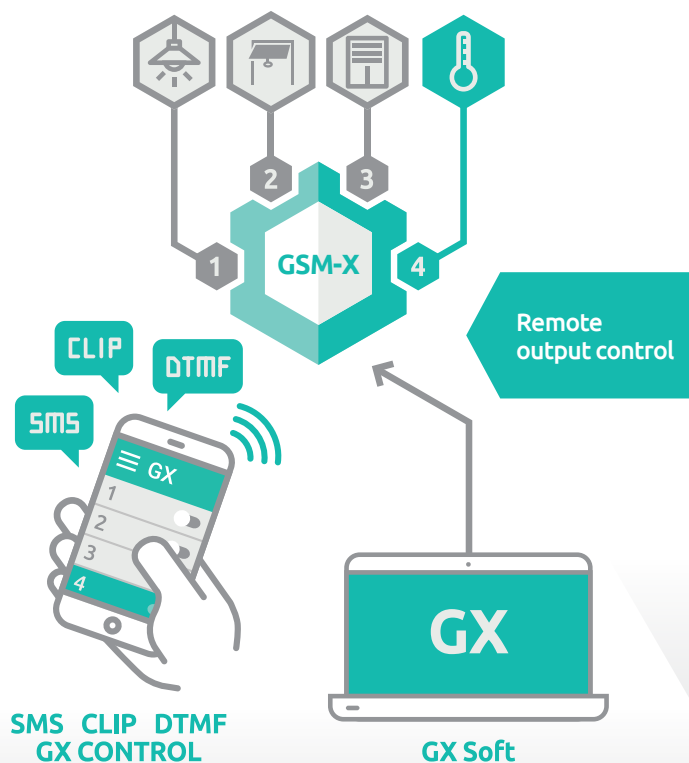 2
3
1
GSM-X
4
Remote
output control
CLIP
DTMF
SMS
GX
1
2
3
4
GX
SMS CLIP DTMF
GX CONTROL
GX Soft